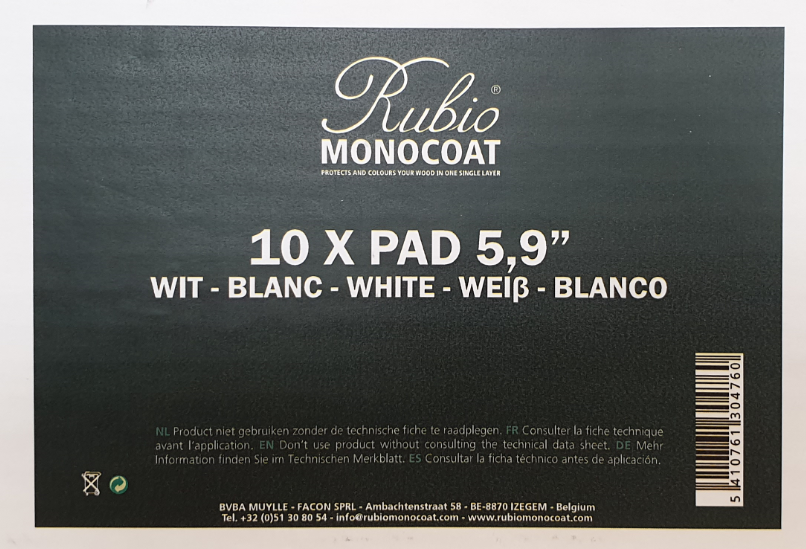 Rubio®
MONOCOAT
PROTECTS AND COLOURS YOUR WOOD IN ONE SINGLE LAYER
10 X PAD 5,9”
WIT - BLANC - WHITE - WEIβ - BLANCO
NL Product niet gebruiken zonder de technische fiche te raadplegen. FR Consulter la fiche technique
avant l'application. EN Don't use product without consulting the technical data sheet. DE Mehr
Information finden Sie im Technischen Merkblatt. ES Consultar la ficha téchnico antes de aplicación.
5 410761 304760
BVBA MUYLLE - FACON SPRL - Ambachtenstraat 58 - BE-8870 IZEGEM - Belgium
Tel. +32 (0)51 30 80 54 - info@rubiomonocoat.com - www.rubiomonocoat.com